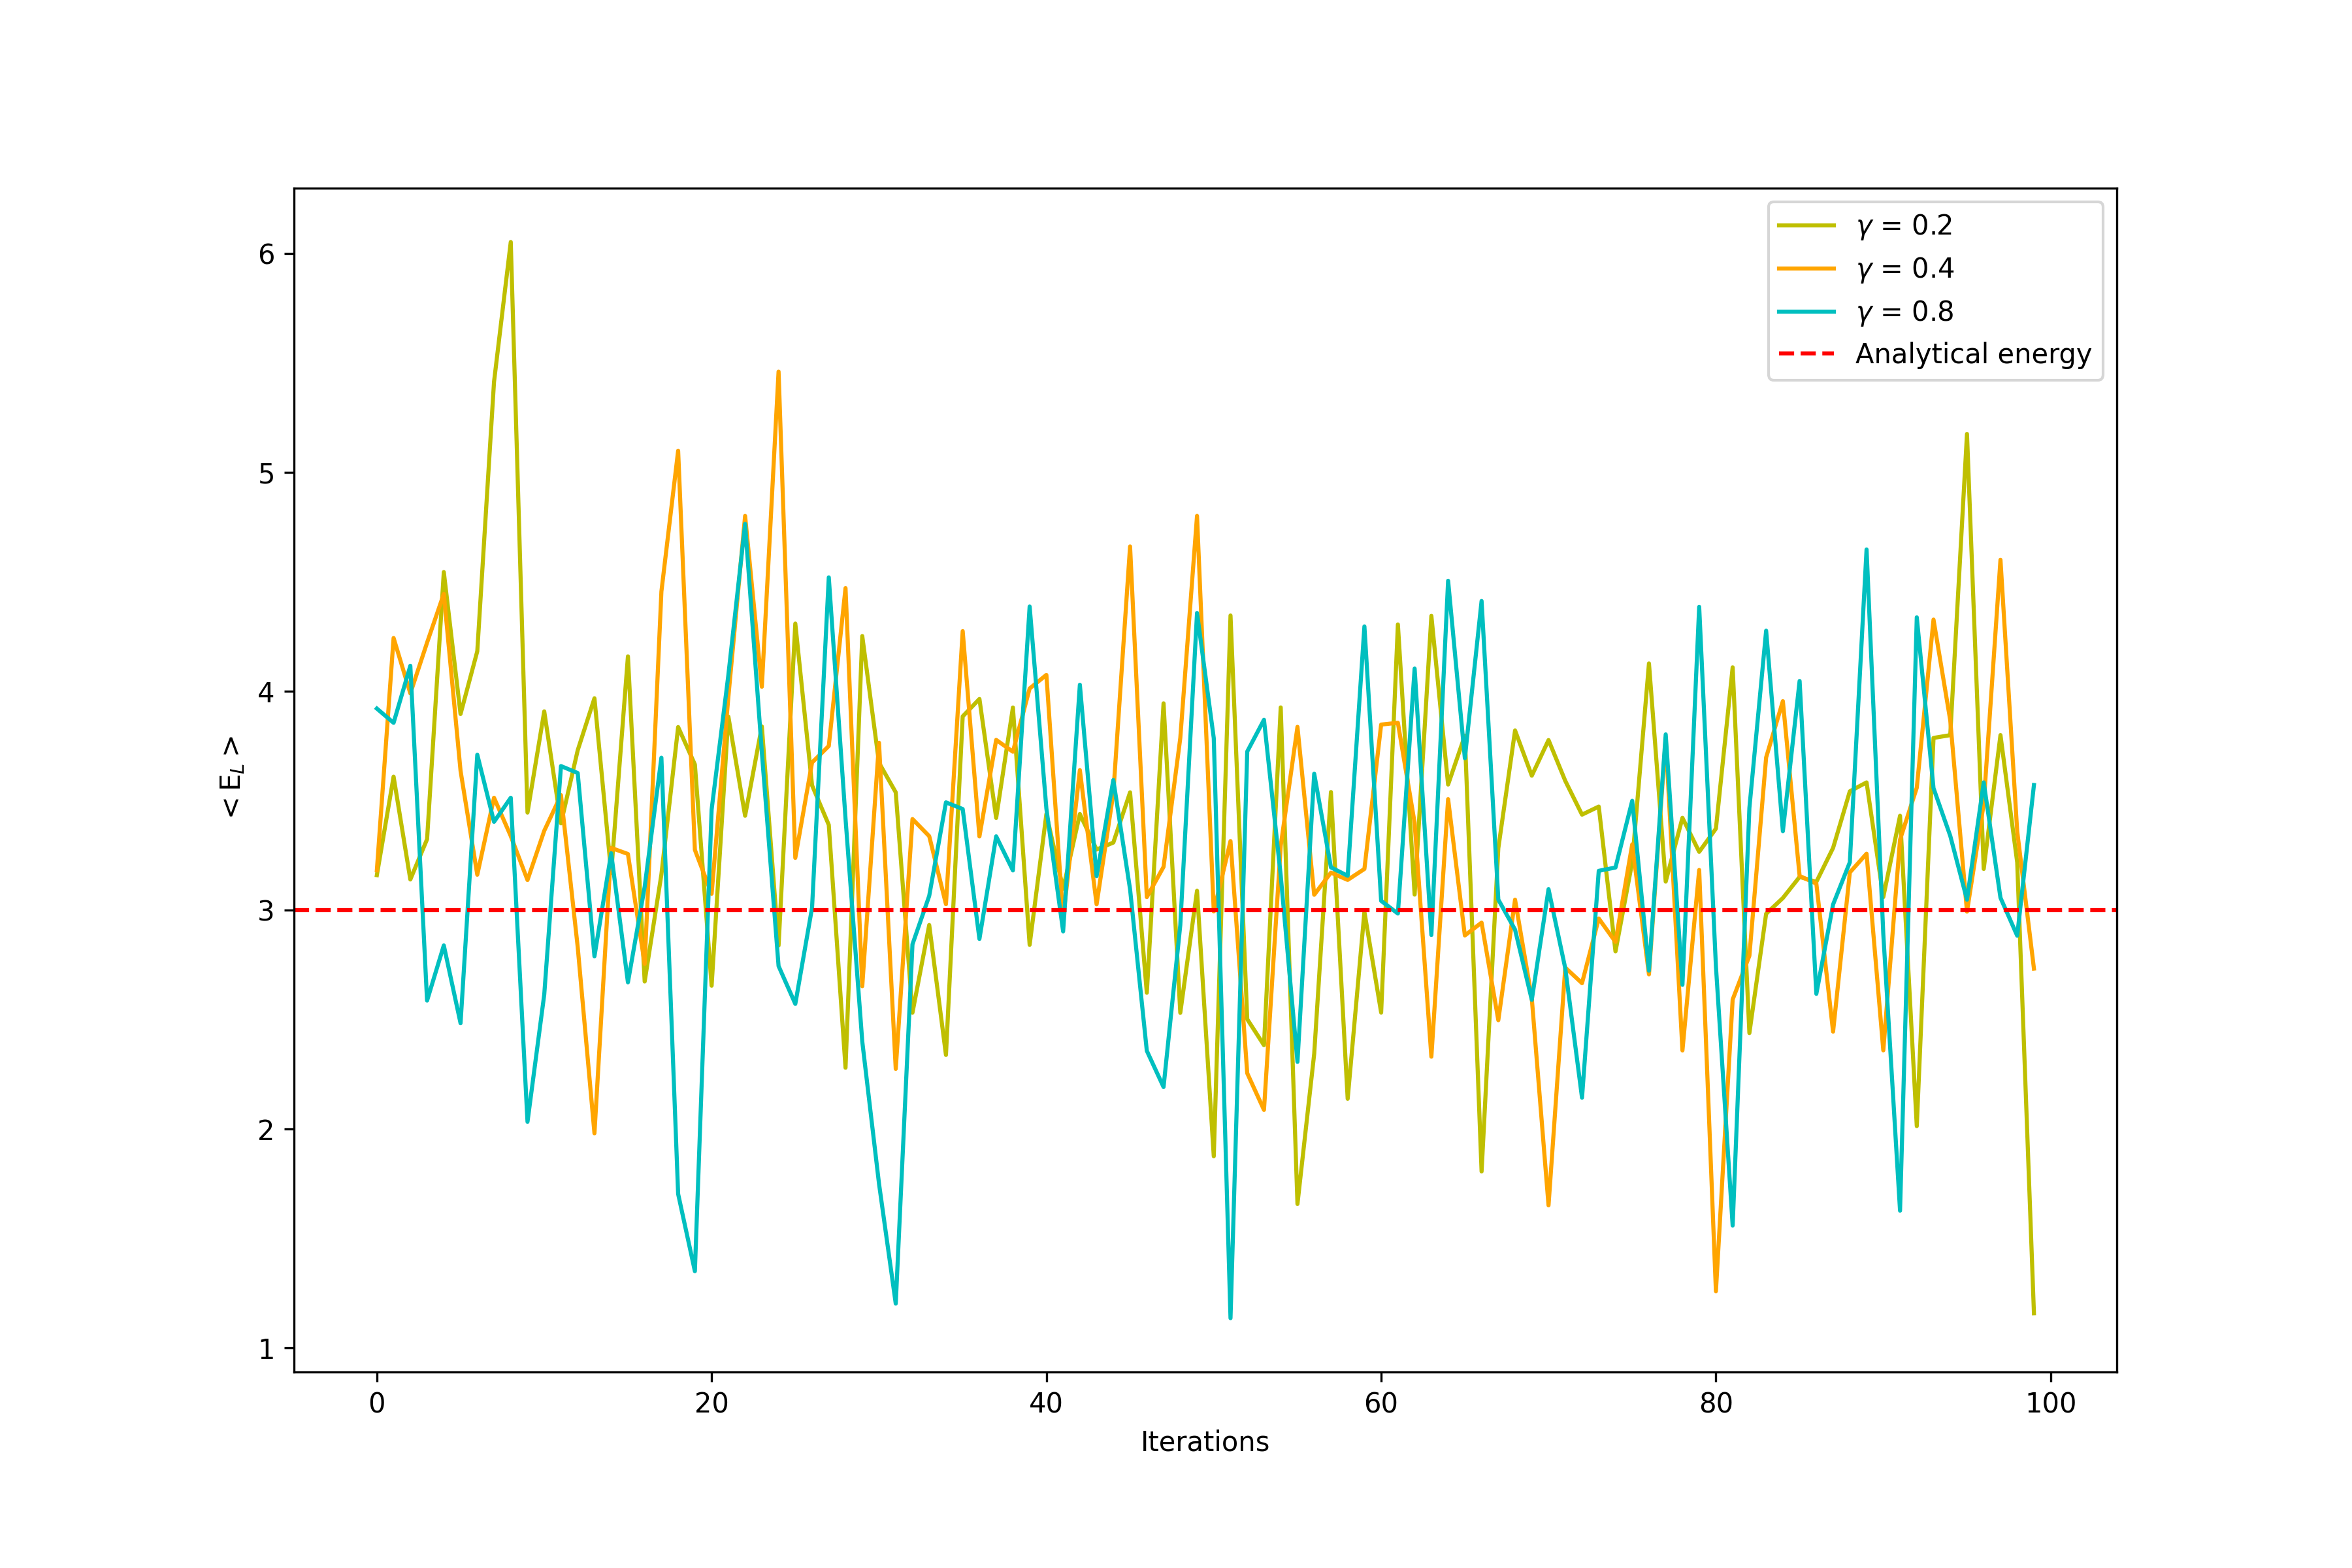 γ = 0.2
γ = 0.4
γ = 0.8
Analytical energy
6
5
4
3
2
1
< E_L >
0 20 40 60 80 100
Iterations